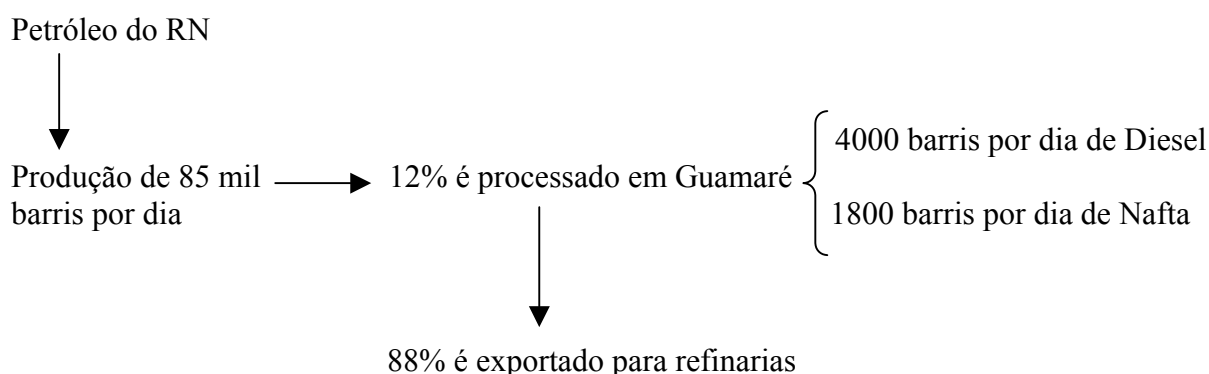 Petróleo do RN
Produção de 85 mil
barris por dia
12% é processado em Guamaré
4000 barris por dia de Diesel
1800 barris por dia de Nafta
88% é exportado para refinarias